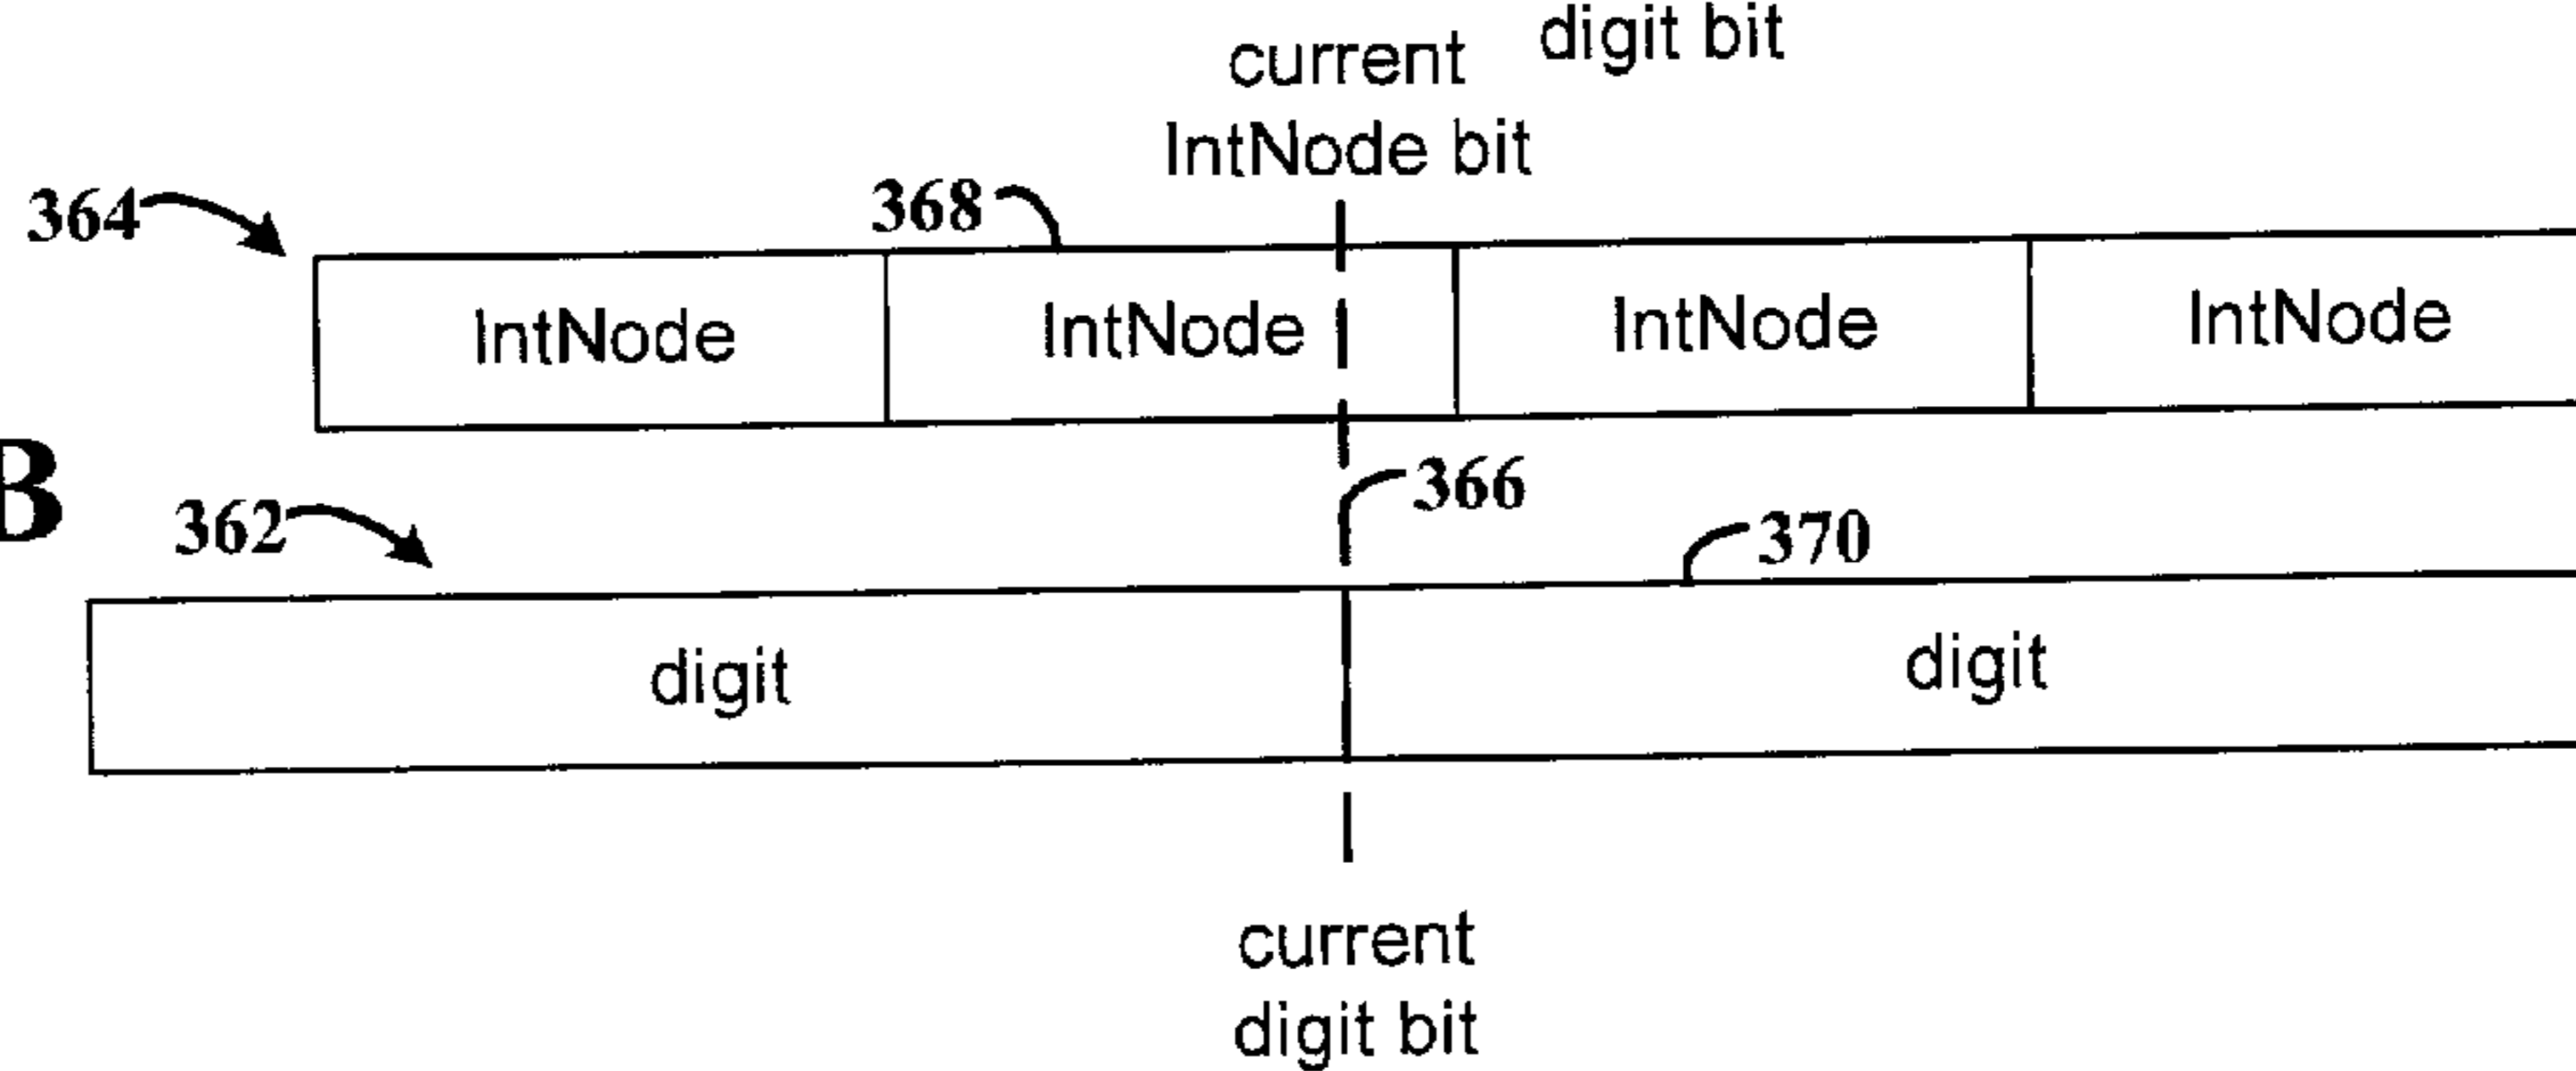 digit bit
current
IntNode bit
364
368
IntNode IntNode IntNode IntNode
B
366
362
370
digit digit
current
digit bit